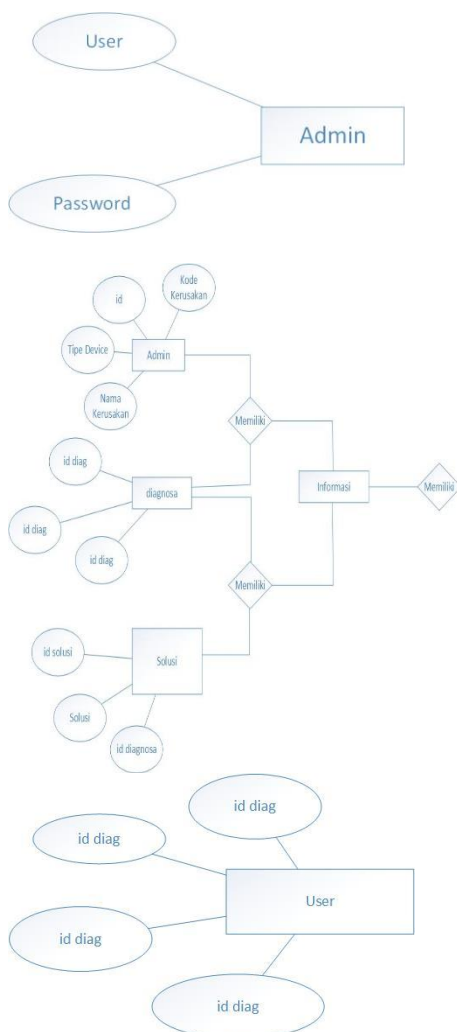 User
Admin
Password
Kode
Kerusakan
id
Tipe Device
Admin
Nama
Kerusakan
Memiliki
id diag
diagnosa
Informasi
Memiliki
id diag
id diag
Memiliki
id solusi
Solusi
Solusi
id diagnosa
id diag
id diag
User
id diag
id diag